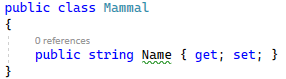 public class Mammal
{
0 references
public string Name { get; set; }
}